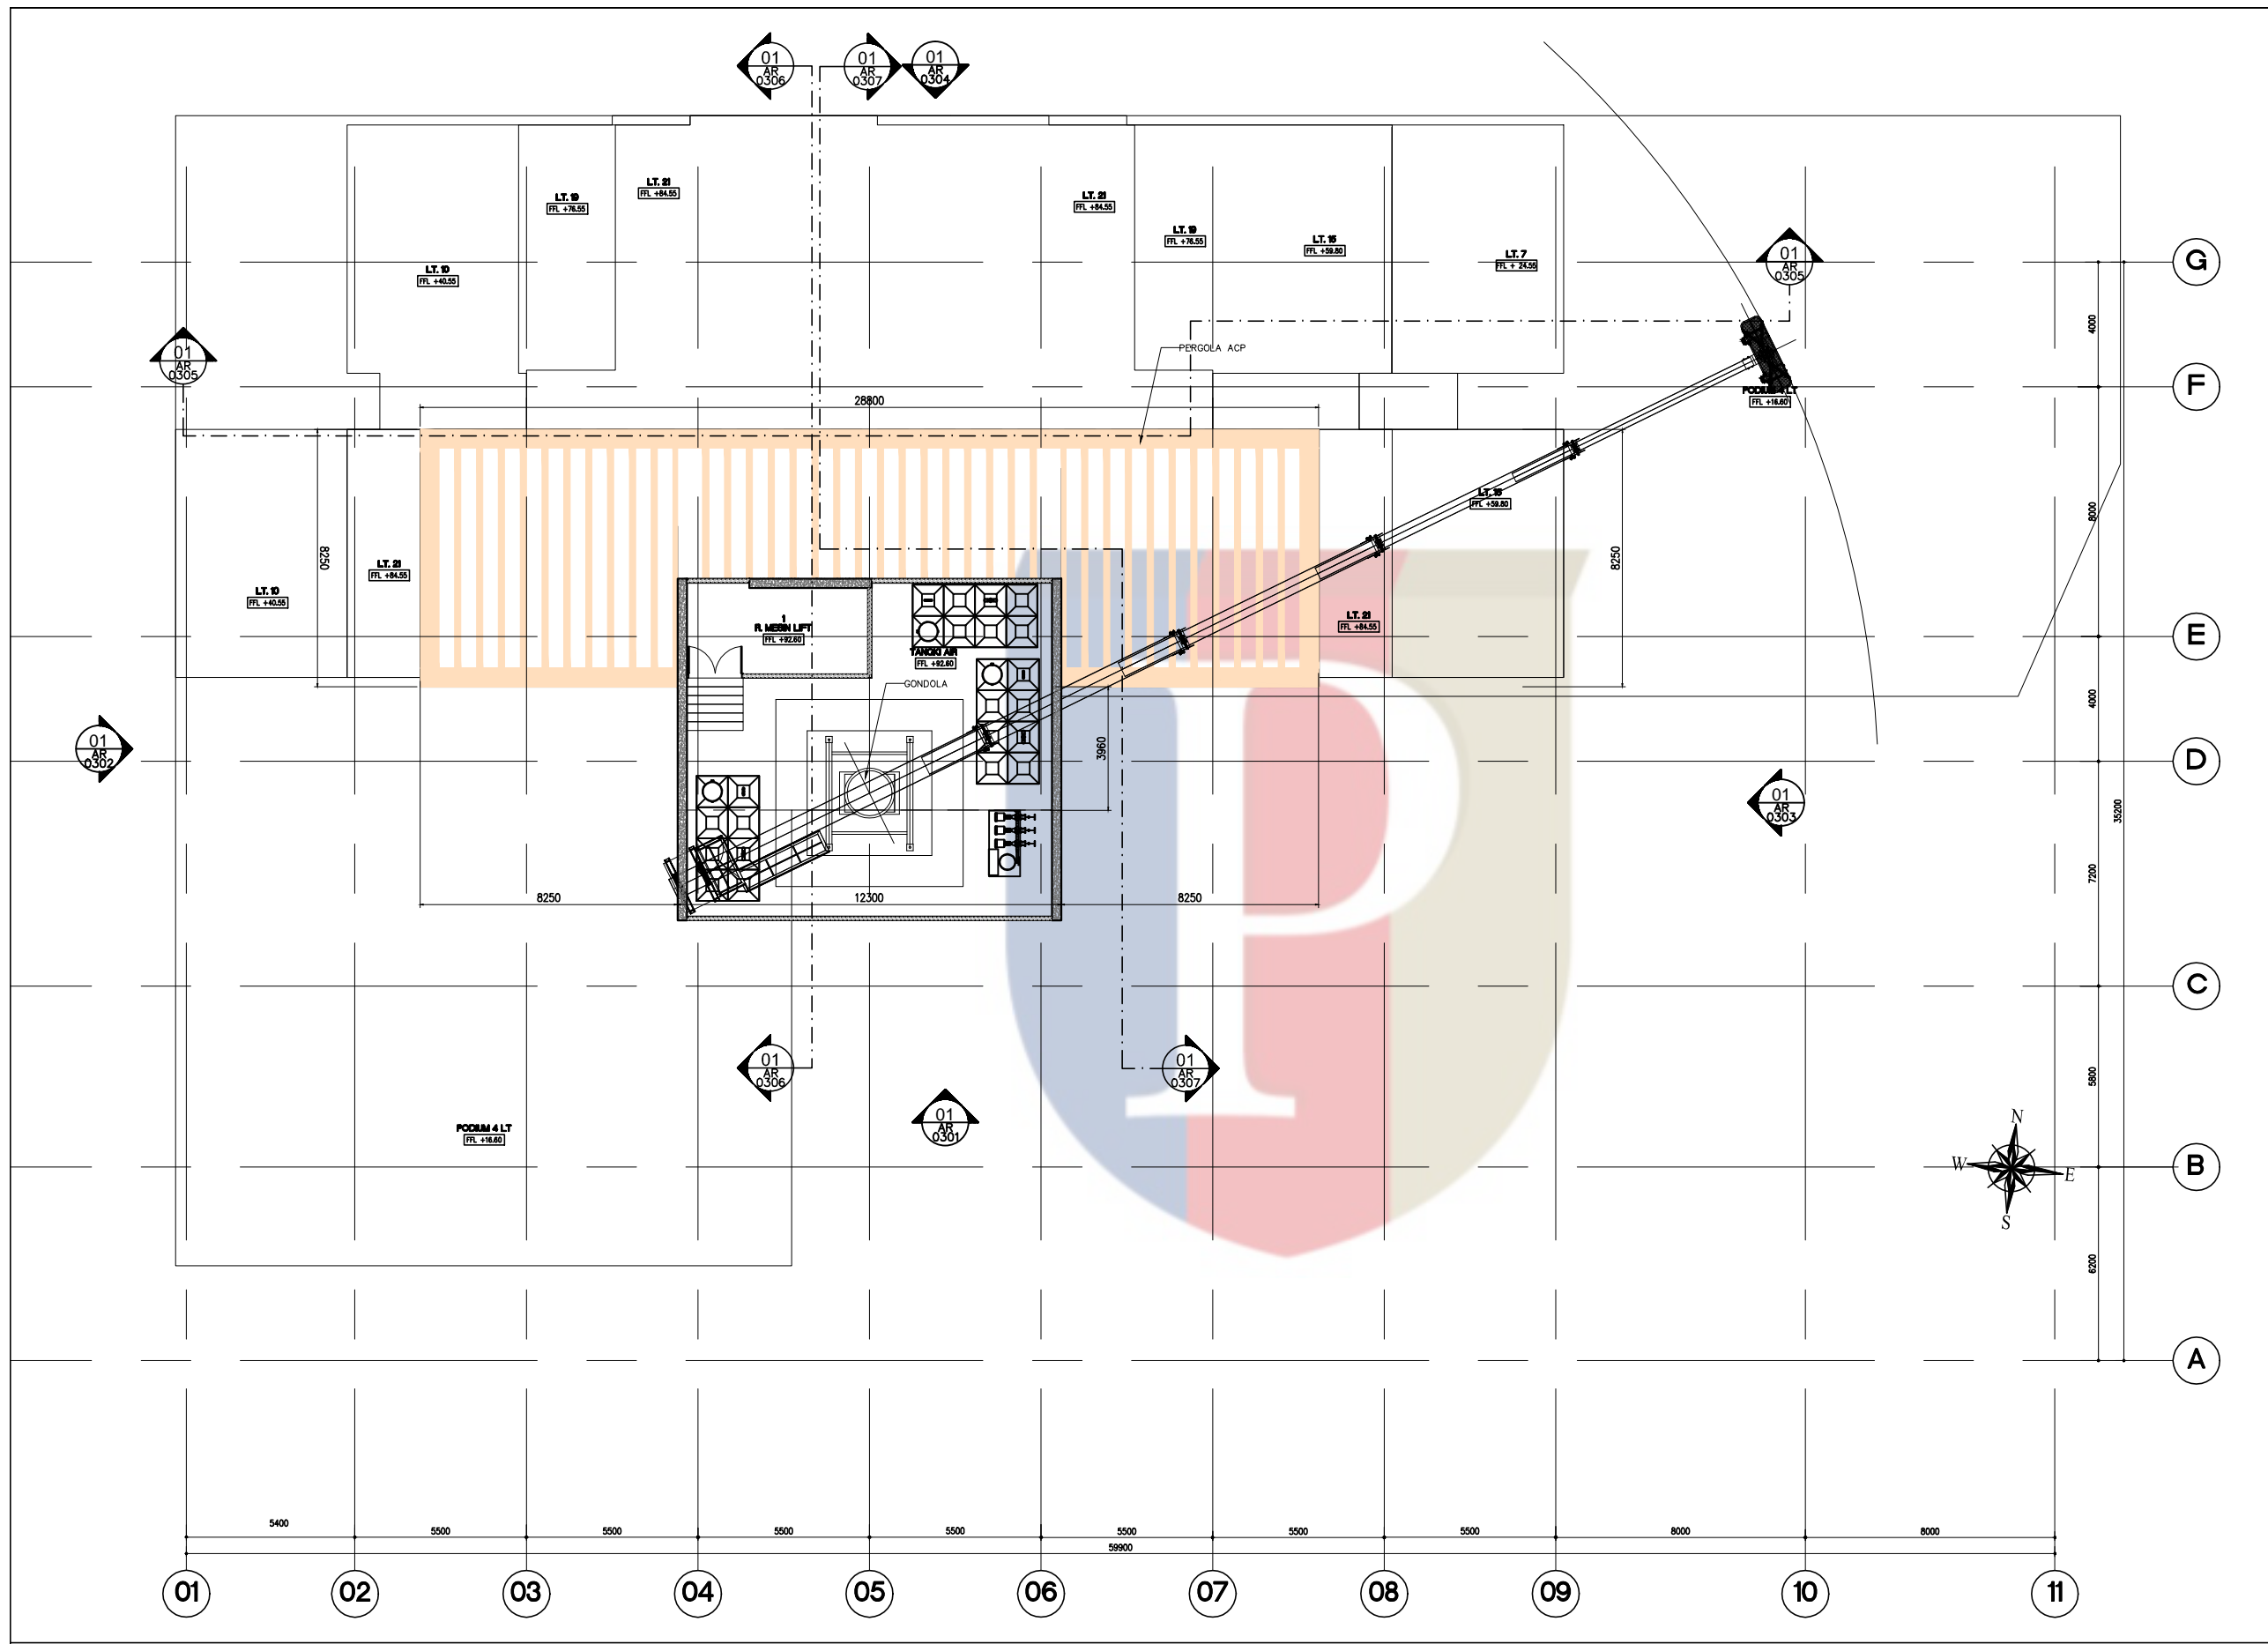 01
AR
0306
01
AR
0307
01
AR
0304
LT. 21
FFL +84.55
LT. 19
FFL +76.55
LT. 21
FFL +84.55
LT. 19
FFL +76.55
LT. 15
FFL +59.80
LT. 7
FFL + 24.55
LT. 10
FFL +40.55
01
AR
0305
G
4000
01
AR
0305
PERGOLA ACP
F
PODIUM 4 LT
FFL +16.60
28800
LT. 15
FFL +59.80
8000
8250
8250
LT. 21
FFL +84.55
LT. 10
FFL +40.55
1
R. MESIN LIFT
FFL +92.60
TANGKI AIR
FFL +92.60
LT. 21
FFL +84.55
E
GONDOLA
4000
01
AR
0302
3960
D
01
AR
0303
35200
7200
8250
12300
8250
C
01
AR
0306
01
AR
0307
5800
01
AR
0301
PODIUM 4 LT
FFL +16.60
P
N
W
E
S
B
6200
A
5400
5500
5500
5500
5500
5500
5500
5500
8000
8000
59900
01
02
03
04
05
06
07
08
09
10
11